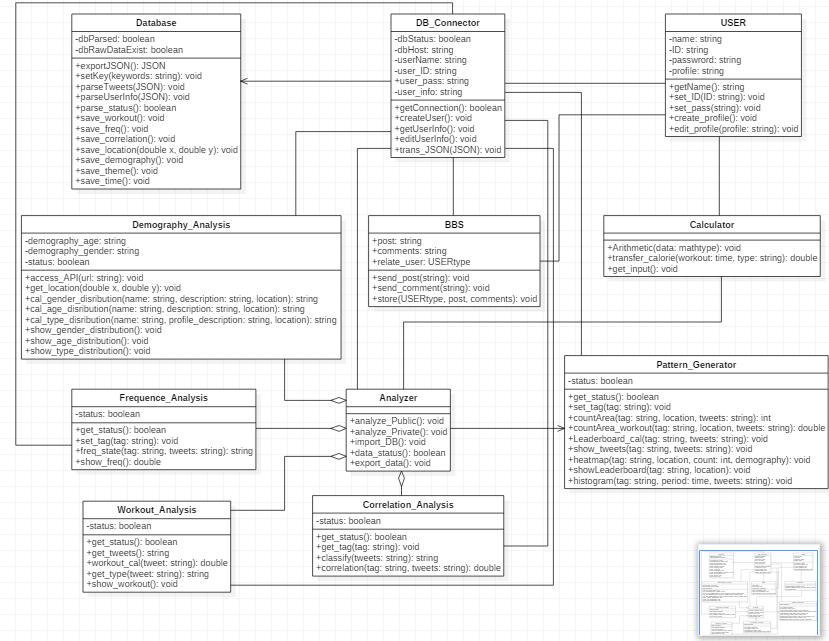 Database
-dbParsed: boolean
-dbRawDataExist: boolean
+exportJSON(): JSON
+setKey(keywords: string): void
+parseTweets(JSON): void
+parseUserInfo(JSON): void
+parse_status(): boolean
+save_workout(): void
+save_freq(): void
+save_correlation(): void
+save_location(double x, double y): void
+save_demography(): void
+save_theme(): void
+save_time(): void
DB_Connector
-dbStatus: boolean
-dbHost: string
-userName: string
-user_ID: string
+user_pass: string
-user_info: string
+getConnection(): boolean
+createUser(): void
+getUserInfo(): void
+editUserInfo(): void
+trans_JSON(JSON): void
USER
-name: string
-ID: string
-passwrord: string
-profile: string
+getName(): string
+set_ID(ID: string): void
+set_pass(string): void
+create_profile(): void
+edit_profile(profile: string): void
Demography_Analysis
-demography_age: string
-demography_gender: string
-status: boolean
+access_API(url: string): void
+get_location(double x, double y): void
+cal_gender_disribution(name: string, description: string, location): string
+cal_age_disribution(name: string, description: string, location): string
+cal_type_disribution(name: string, profile_description: string, location): string
+show_gender_distribution(): void
+show_age_distribution(): void
+show_type_distribution(): void
BBS
+post: string
+comments: string
+relate_user: USERtype
+send_post(string): void
+send_comment(string): void
+store(USERtype, post, comments): void
Calculator
+Arithmetic(data: mathtype): void
+transfer_calorie(workout: time, type: string): double
+get_input(): void
Pattern_Generator
-status: boolean
+get_status(): boolean
+set_tag(tag: string): void
+countArea(tag: string, location, tweets: string): int
+countArea_workout(tag: string, location, tweets: string): double
+Leaderboard_cal(tag: string, tweets: string): void
+show_tweets(tag: string, tweets: string): void
+heatmap(tag: string, location, count: int, demography): void
+showLeaderboard(tag: string, location): void
+histogram(tag: string, period: time, tweets: string): void
Frequence_Analysis
-status: boolean
+get_status(): boolean
+set_tag(tag: string): void
+freq_state(tag: string, tweets: string): string
+show_freq(): double
Analyzer
+analyze_Public(): void
+analyze_Private(): void
+import_DB(): void
+data_status(): boolean
+export_data(): void
Workout_Analysis
-status: boolean
+get_status(): boolean
+get_tweets(): string
+workout_cal(tweet: string): double
+get_type(tweet: string): string
+show_workout(): void
Correlation_Analysis
-status: boolean
+get_status(): boolean
+get_tag(tag: string): void
+classify(tweets: string): string
+correlation(tag: string, tweets: string): double